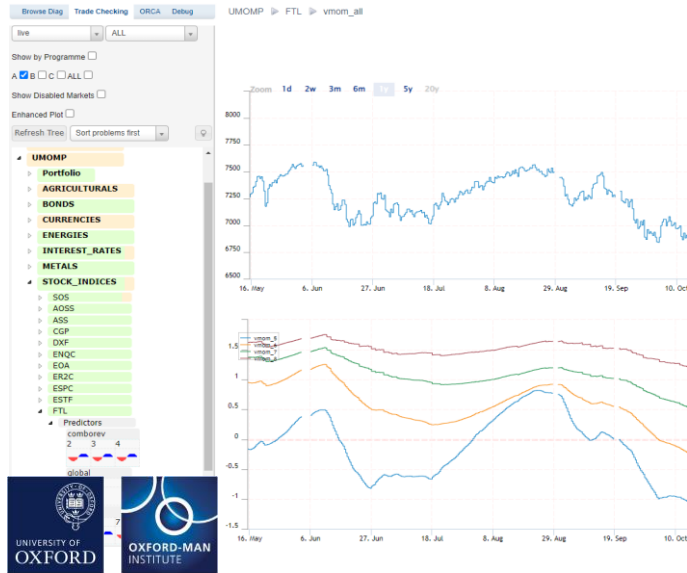 Browse Diag Trade Checking ORCA Debug
UMOMP FTL vmom_all
live ALL
Show by Programme
A B C ALL
Show Disabled Markets
Enhanced Plot
Refresh Tree Sort problems first
UMOMP
Portfolio
AGRICULTURALS
BONDS
CURRENCIES
ENERGIES
INTEREST_RATES
METALS
STOCK_INDICES
SOS
AOSS
ASS
CGP
DXF
ENQC
EOA
ER2C
ESPC
ESTF
FTL
Predictors
comborev
2 3 4
global
7
UNIVERSITY OF
OXFORD
OXFORD-MAN
INSTITUTE
Zoom 1d 2w 3m 6m 1y 5y 20y
8000
7750
7500
7250
7000
6750
6500
16. May 6. Jun 27. Jun 18. Jul 8. Aug 29. Aug 19. Sep 10. Oct
vmom_5
vmom_7
1.5
1
0.5
0
-0.5
-1
-1.5
16. May 6. Jun 27. Jun 18. Jul 8. Aug 29. Aug 19. Sep 10. Oct